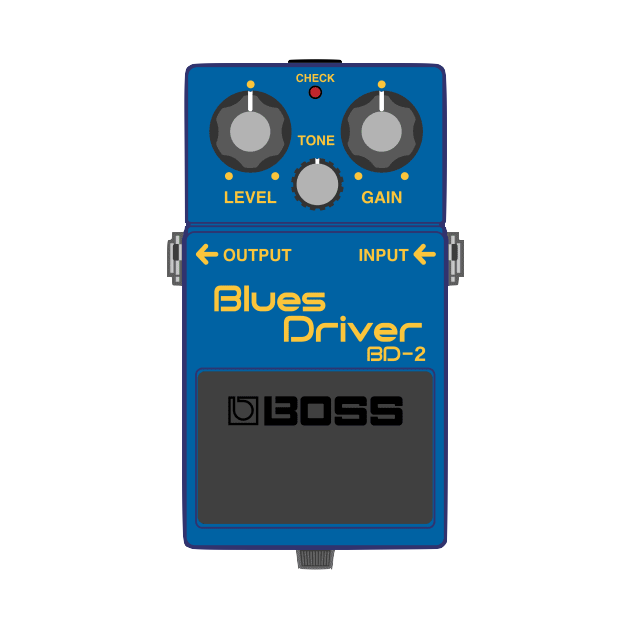 CHECK
TONE
LEVEL
GAIN
OUTPUT
INPUT
Blues
Driver
BD-2
BOSS